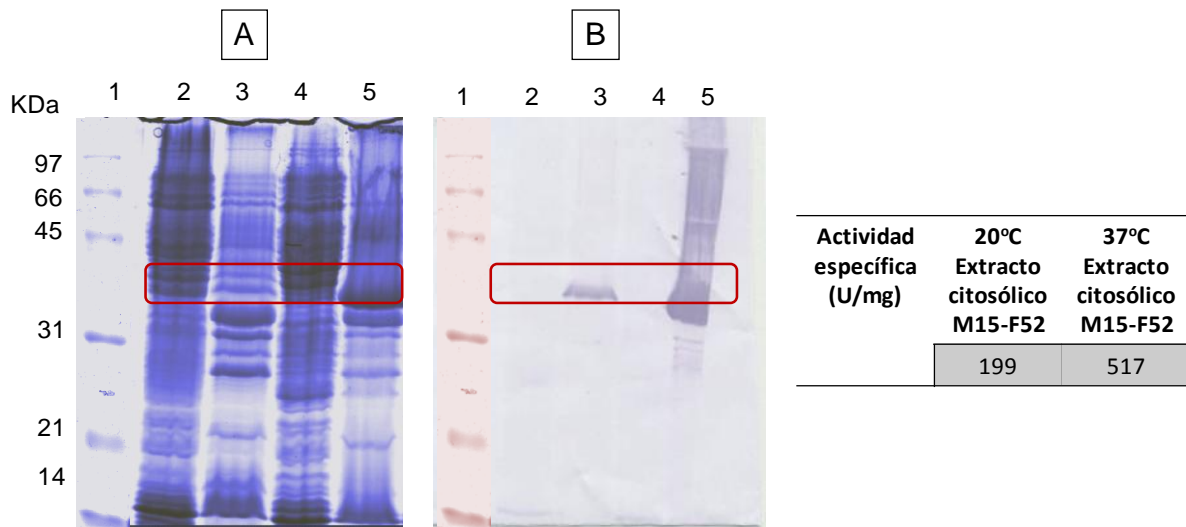 A
B
KDa
1 2 3 4 5
1 2 3 4 5
97
66
45
31
21
14
Actividad
específica
(U/mg)
20ºC
Extracto
citosólico
M15-F52
37ºC
Extracto
citosólico
M15-F52
199
517